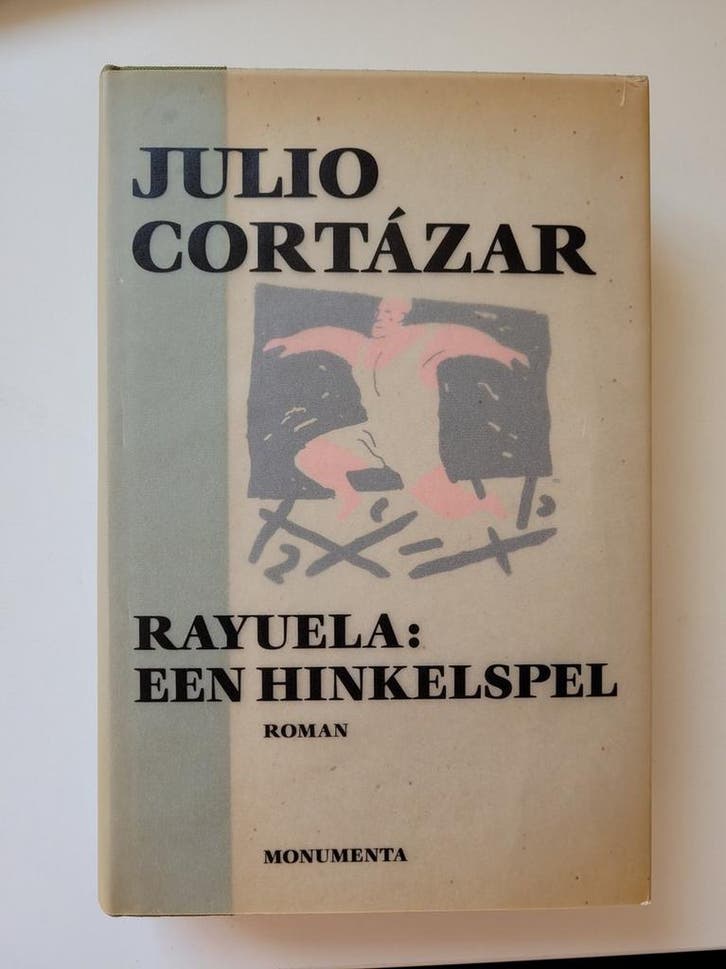 JULIO
CORTÁZAR
RAYUELA:
EEN HINKELSPEL
ROMAN
MONUMENTA